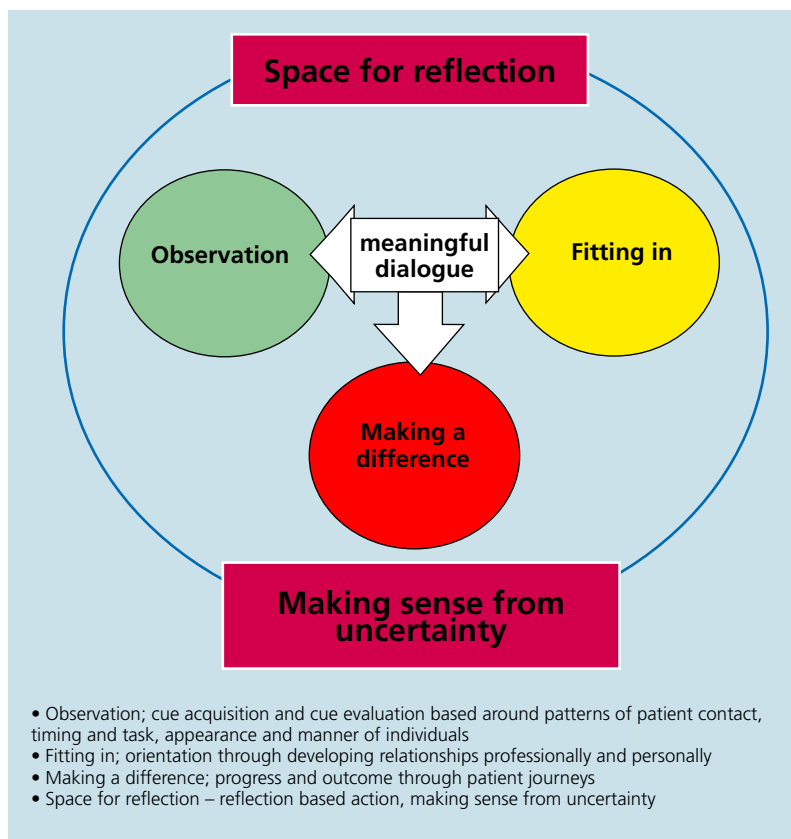 Space for reflection
Observation
meaningful
dialogue
Fitting in
Making a
difference
Making sense from
uncertainty
• Observation; cue acquisition and cue evaluation based around patterns of patient contact,
timing and task, appearance and manner of individuals
• Fitting in; orientation through developing relationships professionally and personally
• Making a difference; progress and outcome through patient journeys
• Space for reflection – reflection based action, making sense from uncertainty